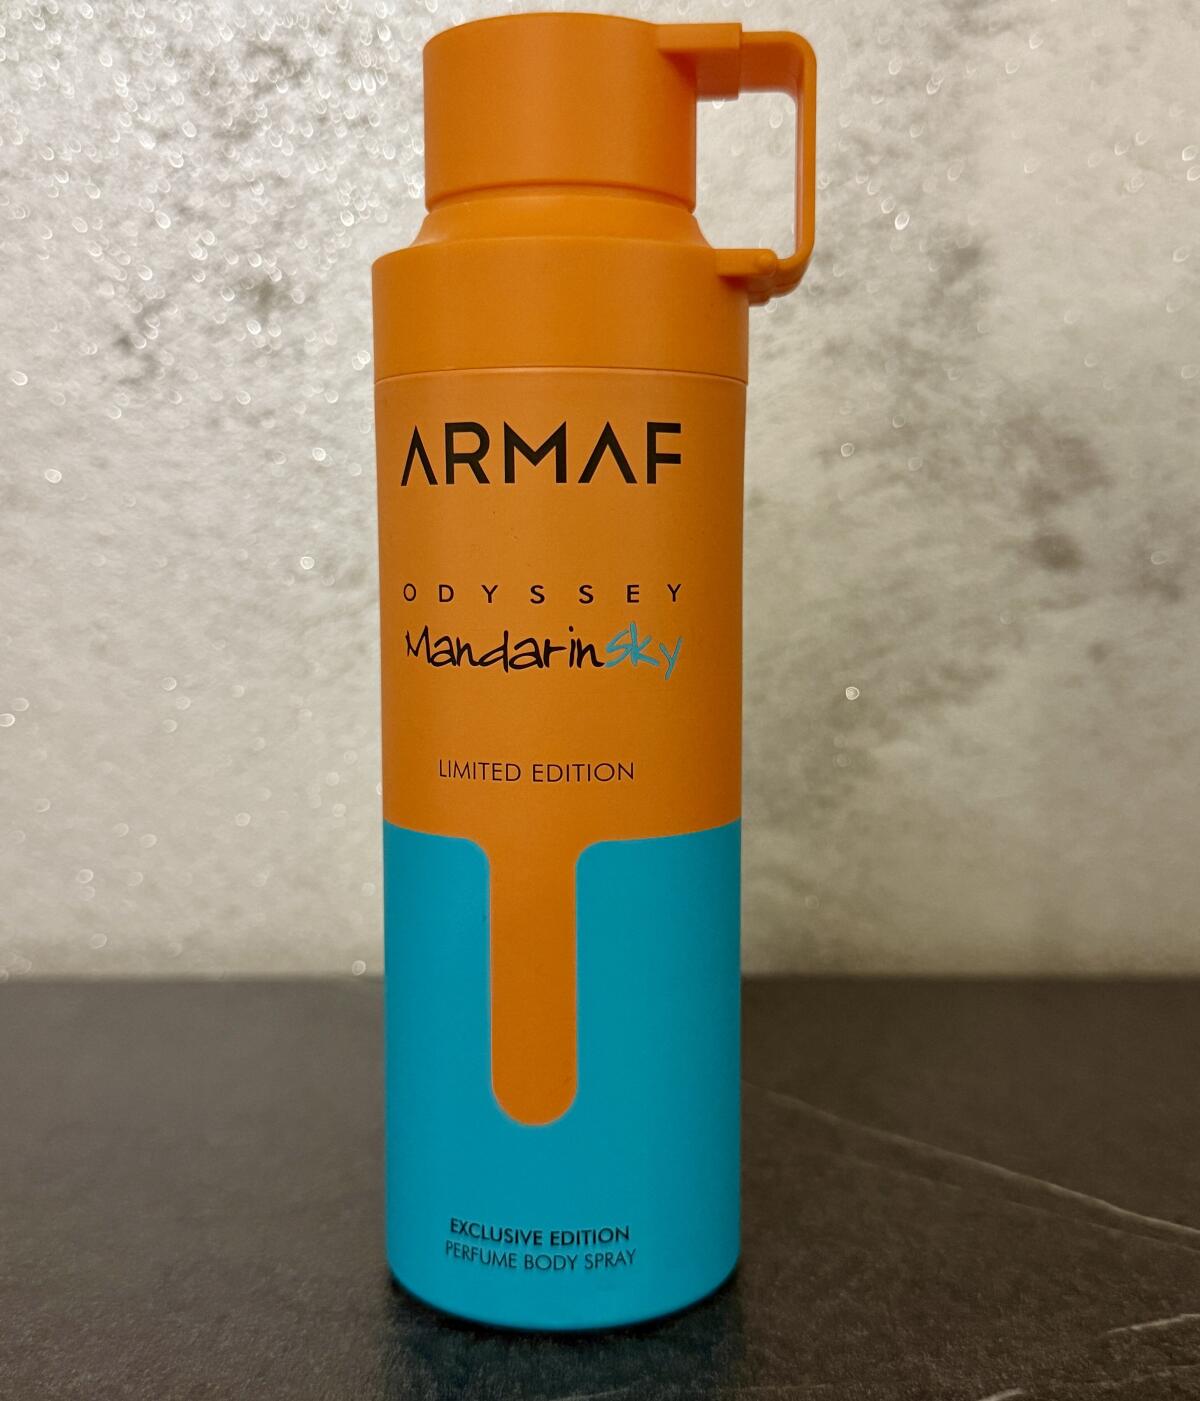 ARMAF
ODYSSEY
MandarinSky
LIMITED EDITION
EXCLUSIVE EDITION
PERFUME BODY SPRAY